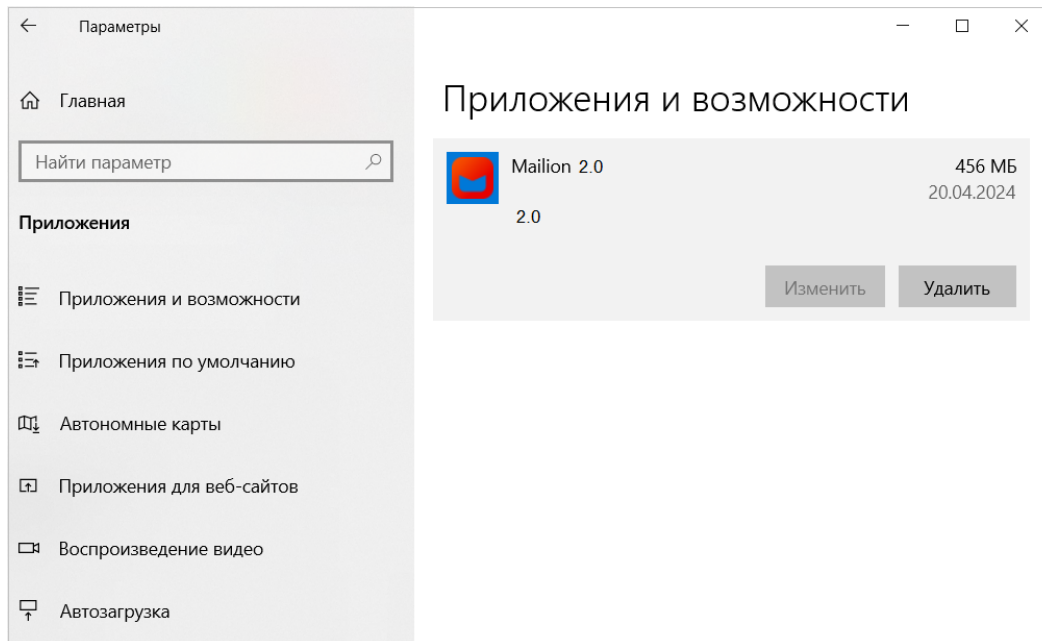 Параметры
Главная
Найти параметр
Приложения
Приложения и возможности
Приложения по умолчанию
Автономные карты
Приложения для веб-сайтов
Воспроизведение видео
Автозагрузка
Приложения и возможности
Mailion 2.0
456 МБ
20.04.2024
2.0
Изменить
Удалить